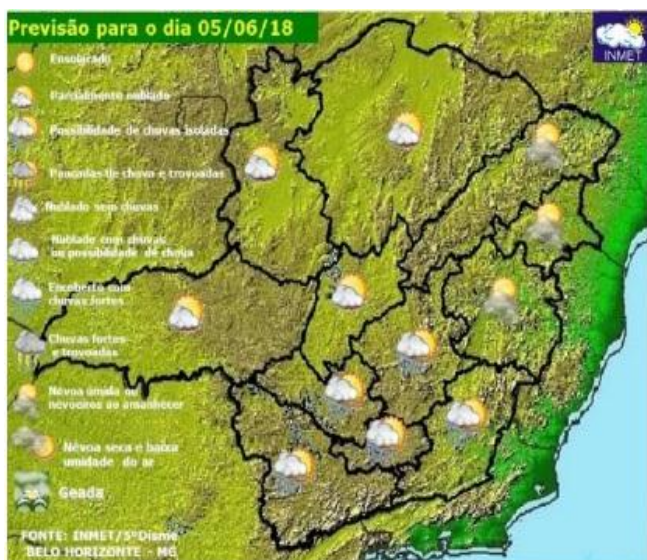 Previsão para o dia 05/06/18
INMET
Ensolarado
Parcialmente nublado
Possibilidade de chuvas isoladas
Pancadas de chuva e trovoadas
Nublado sem chuvas
Nublado com chuvas
ou possibilidade de chuva
Encoberto com
chuvas fortes
Chuvas fortes
e trovoadas
Névoa úmida ou
nevoeiros ao amanhecer
Névoa seca e baixa
umidade do ar
Geada
FONTE: INMET/5ºDisme
BELO HORIZONTE - MG